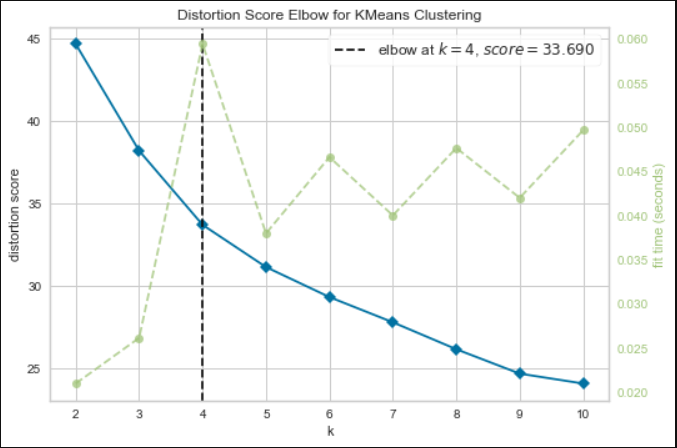 Distortion Score Elbow for KMeans Clustering
elbow at k = 4, score = 33.690
distortion score
45
40
35
30
25
0.060
0.055
0.050
0.045
0.040
0.035
0.030
0.025
0.020
fit time (seconds)
2 3 4 5 6 7 8 9 10
k